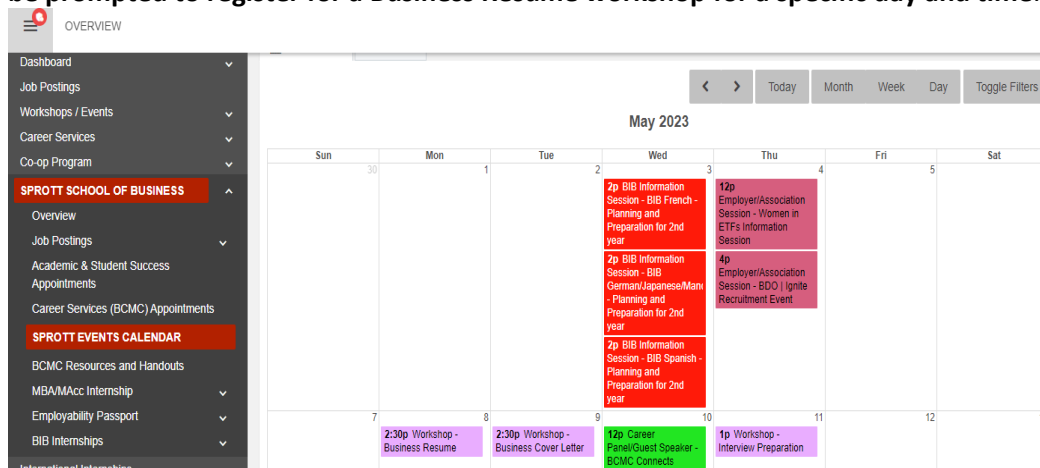 be prompted to register for a Business Resume Workshop for a specific day and time.
OVERVIEW
Dashboard
Job Postings
Workshops / Events
Career Services
Co-op Program
SPROTT SCHOOL OF BUSINESS
Overview
Job Postings
Academic & Student Success
Appointments
Career Services (BCMC) Appointments
SPROTT EVENTS CALENDAR
BCMC Resources and Handouts
MBA/MAcc Internship
Employability Passport
BIB Internships
International Internships
Today Month Week Day Toggle Filters
May 2023
Sun Mon Tue Wed Thu Fri Sat
30 1 2 3 4 5
2p BIB Information
Session - BIB French -
Planning and
Preparation for 2nd
year
2p BIB Information
Session - BIB
German/Japanese/Man
- Planning and
Preparation for 2nd
year
2p BIB Information
Session - BIB Spanish -
Planning and
Preparation for 2nd
year
12p
Employer/Association
Session - Women in
ETFs Information
Session
4p
Employer/Association
Session - BDO | Ignite
Recruitment Event
7 8 9 10 11 12
2:30p Workshop -
Business Resume
2:30p Workshop -
Business Cover Letter
12p Career
Panel/Guest Speaker -
BCMC Connects
1p Workshop -
Interview Preparation